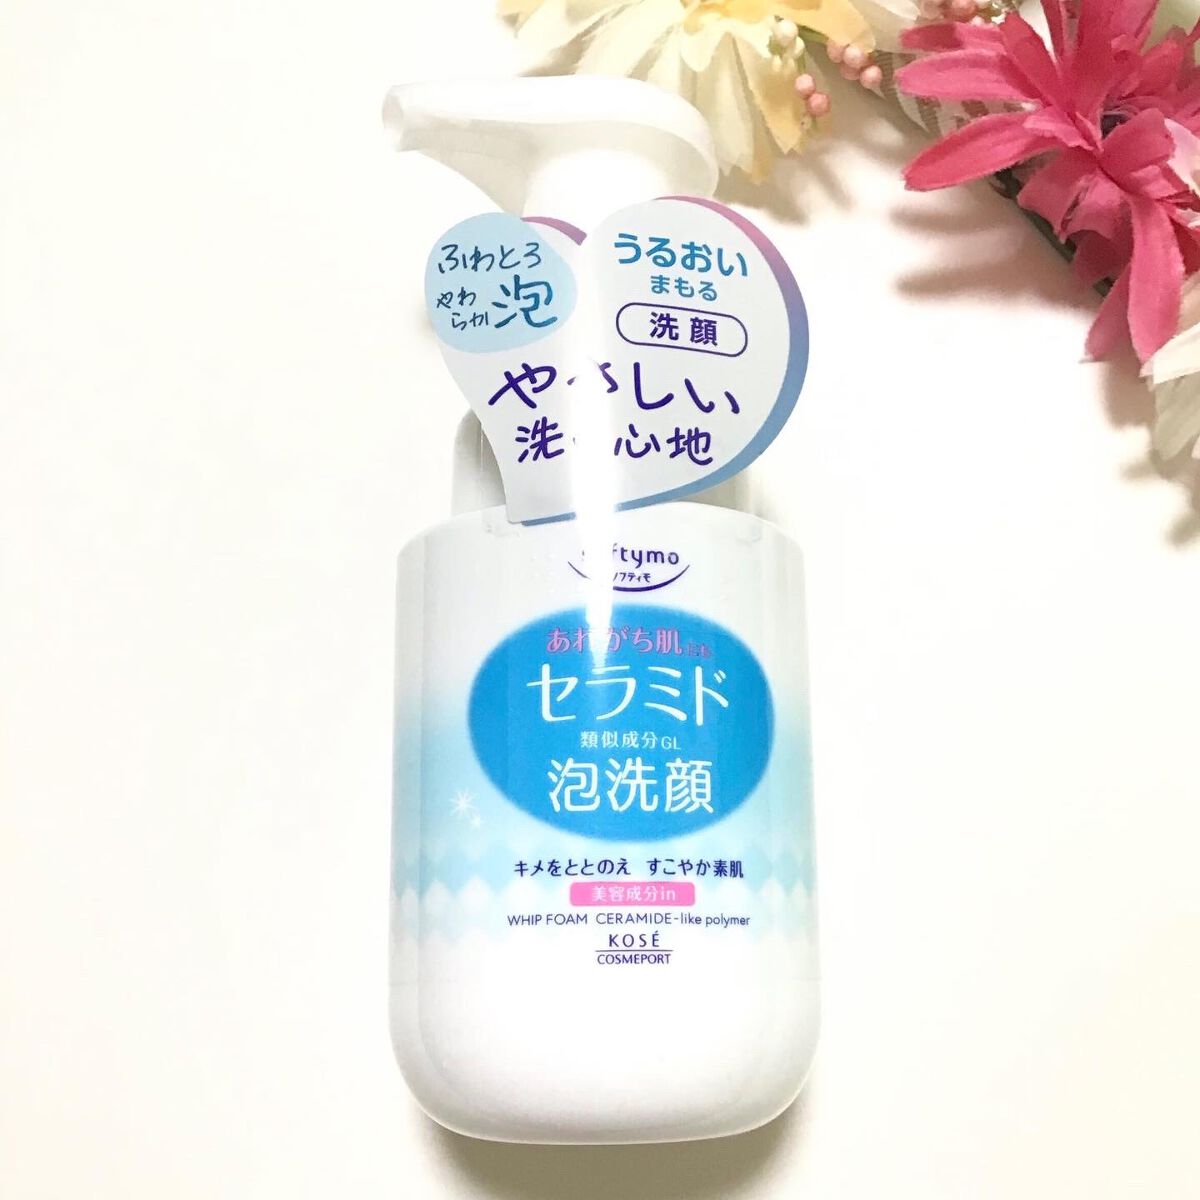 ふわとろ
やわらか泡
うるおい
まもる
洗顔
やさしい
洗い心地
softymo
ソフティモ
あれがち肌にも
セラミド
類似成分GL
泡洗顔
キメをととのえ すこやか素肌
美容成分in
WHIP FOAM CERAMIDE-like polymer
KOSÉ
COSMEPORT